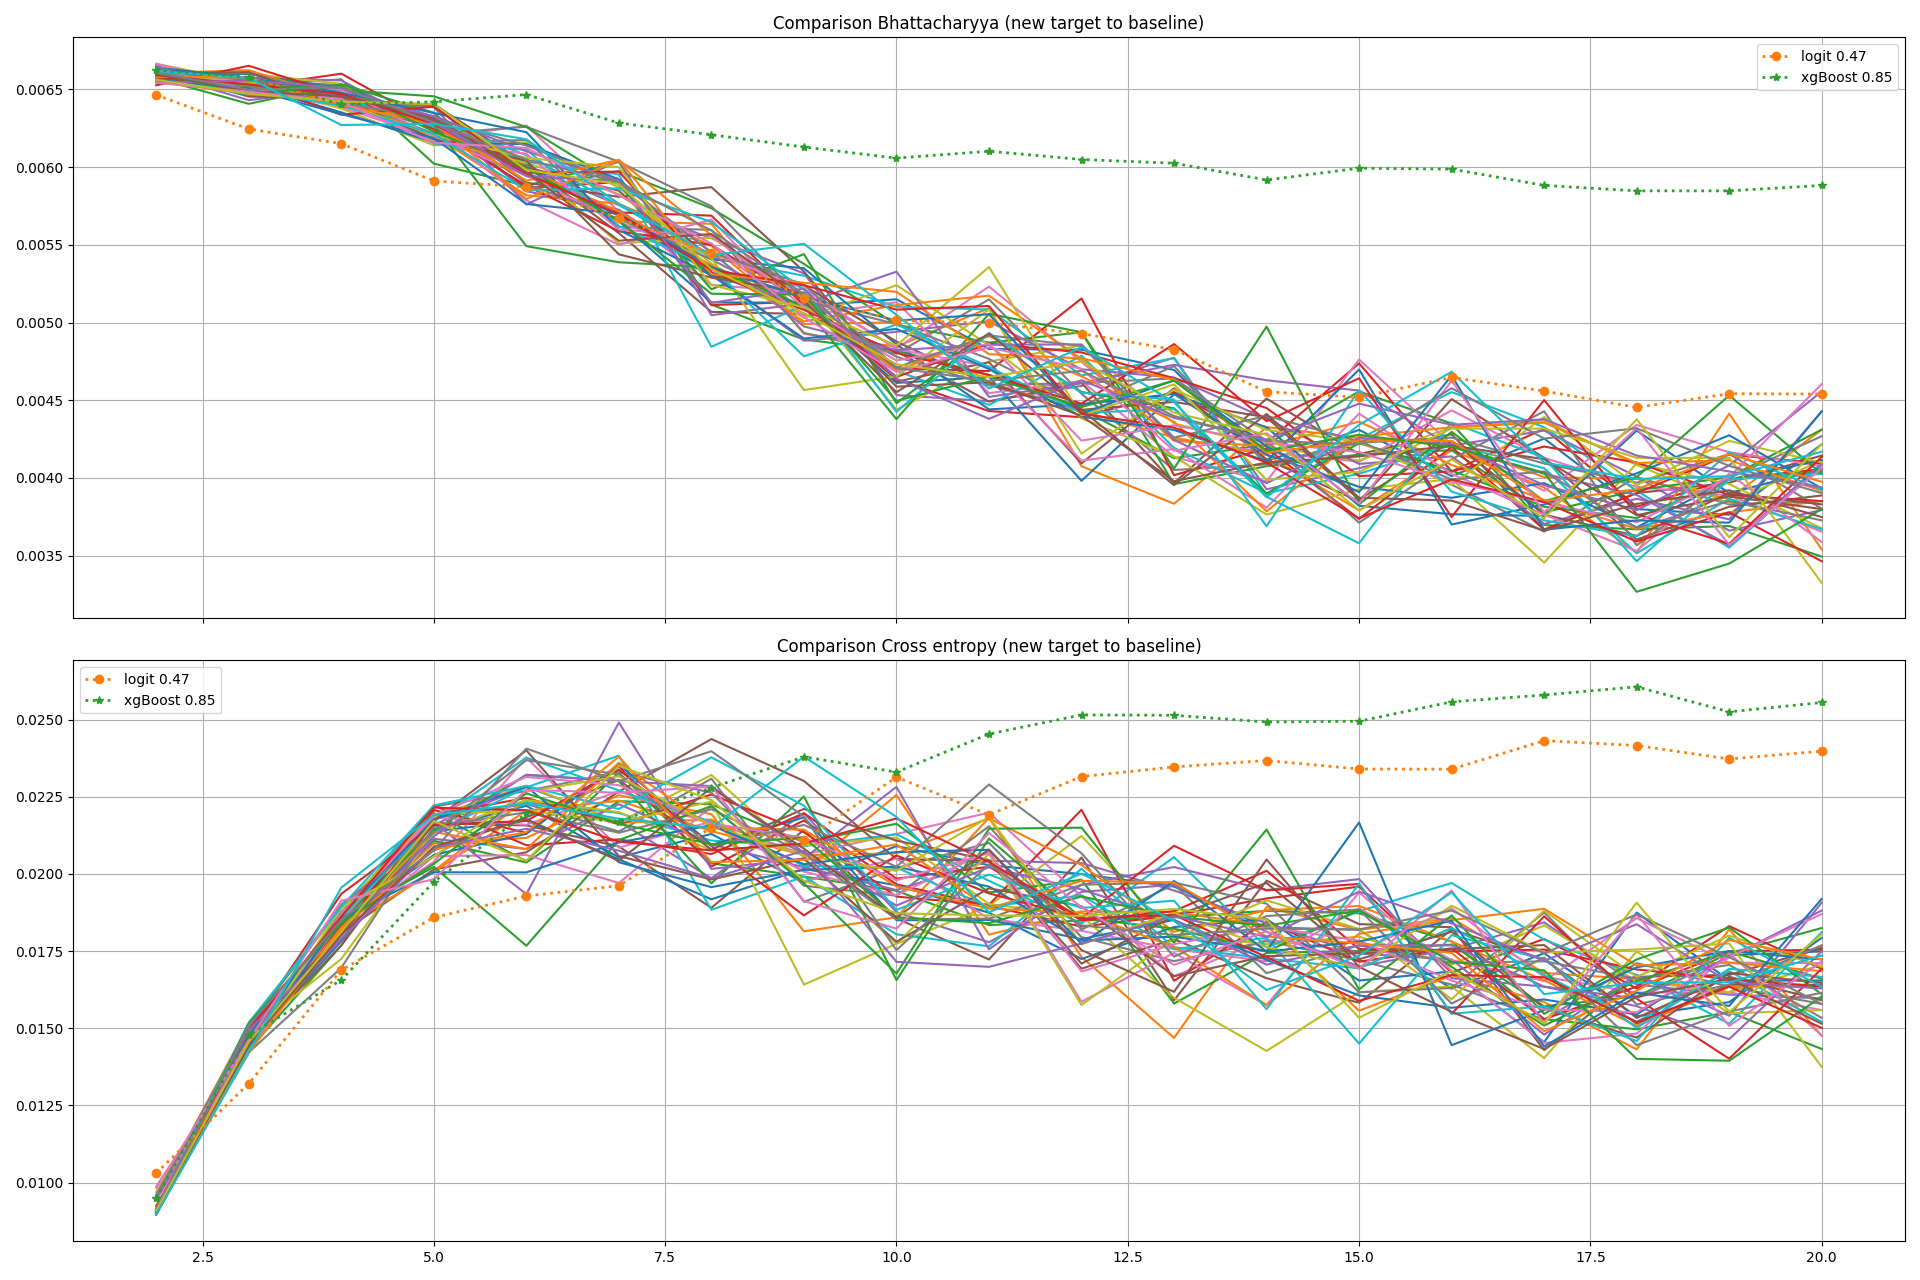 Comparison Bhattacharyya (new target to baseline)
logit 0.47
xgBoost 0.85
0.0065
0.0060
0.0055
0.0050
0.0045
0.0040
0.0035
Comparison Cross entropy (new target to baseline)
logit 0.47
xgBoost 0.85
0.0250
0.0225
0.0200
0.0175
0.0150
0.0125
0.0100
2.5 5.0 7.5 10.0 12.5 15.0 17.5 20.0